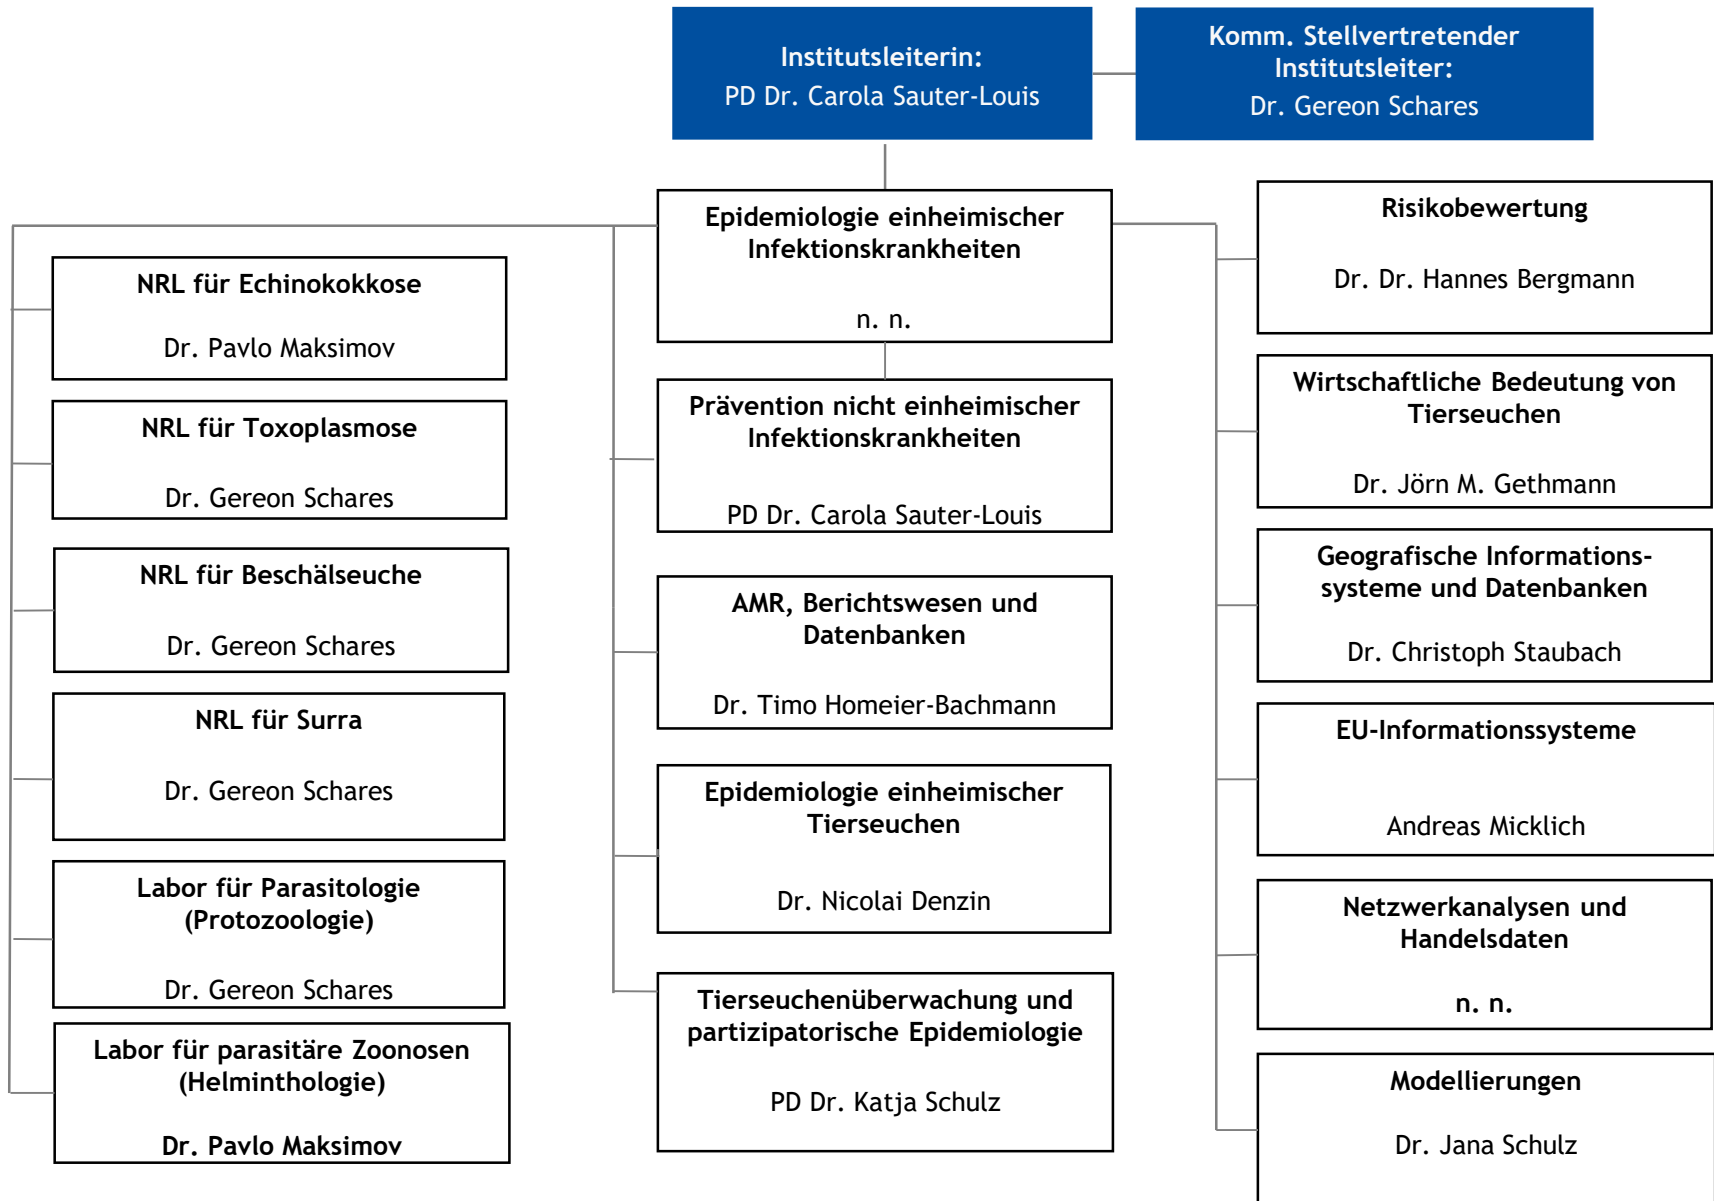 Institutsleiterin:
PD Dr. Carola Sauter-Louis
Komm. Stellvertretender
Institutsleiter:
Dr. Gereon Schares
NRL für Echinokokkose
Dr. Pavlo Maksimov
NRL für Toxoplasmose
Dr. Gereon Schares
NRL für Beschälseuche
Dr. Gereon Schares
NRL für Surra
Dr. Gereon Schares
Labor für Parasitologie
(Protozoologie)
Dr. Gereon Schares
Labor für parasitäre Zoonosen
(Helminthologie)
Dr. Pavlo Maksimov
Epidemiologie einheimischer
Infektionskrankheiten
n. n.
Prävention nicht einheimischer
Infektionskrankheiten
PD Dr. Carola Sauter-Louis
AMR, Berichtswesen und
Datenbanken
Dr. Timo Homeier-Bachmann
Epidemiologie einheimischer
Tierseuchen
Dr. Nicolai Denzin
Tierseuchenüberwachung und
partizipatorische Epidemiologie
PD Dr. Katja Schulz
Risikobewertung
Dr. Dr. Hannes Bergmann
Wirtschaftliche Bedeutung von
Tierseuchen
Dr. Jörn M. Gethmann
Geografische Informations-
systeme und Datenbanken
Dr. Christoph Staubach
EU-Informationssysteme
Andreas Micklich
Netzwerkanalysen und
Handelsdaten
n. n.
Modellierungen
Dr. Jana Schulz